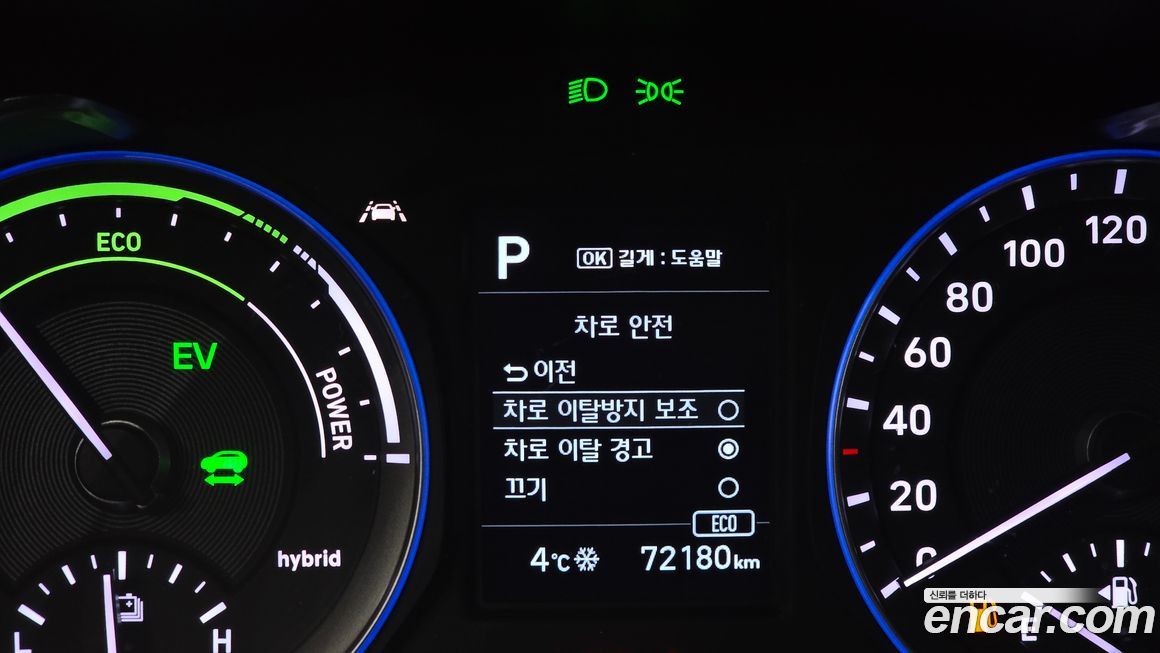 P
OK 길게 : 도움말
차로 안전
이전
차로 이탈방지 보조
차로 이탈 경고
끄기
ECO
4℃ 72180km
ECO
EV
POWER
hybrid
L H
120
100
80
60
40
20
0
E
신뢰를 더하다
encar.com